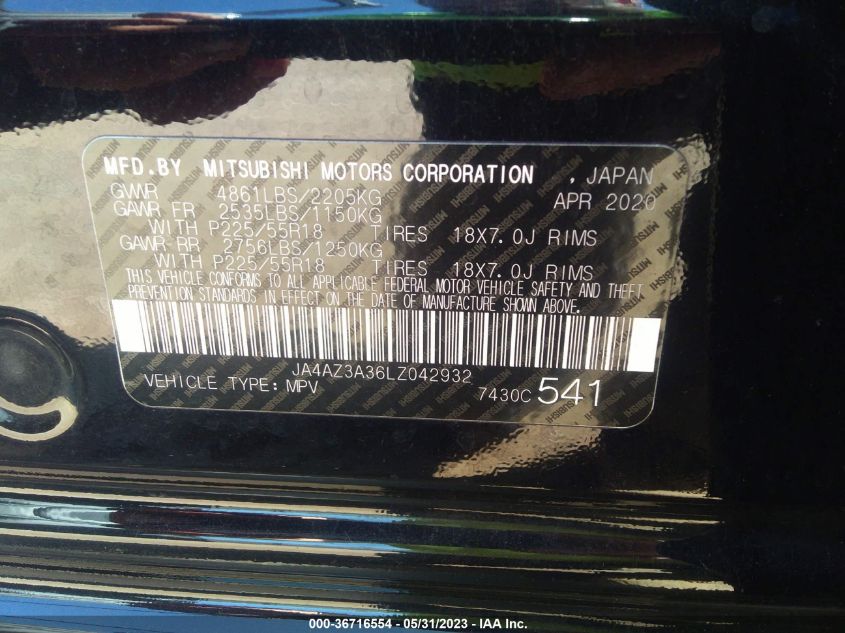 MFD.BY MITSUBISHI MOTORS CORPORATION , JAPAN
GVWR 4861LBS/2205KG APR 2020
GAWR FR 2535LBS/1150KG
WITH P225/55R18 TIRES 18X7.0J RIMS
GAWR-RR 2756LBS/1250KG
WITH P225/55R18 TIRES 18X7.0J RIMS
THIS VEHICLE CONFORMS TO ALL APPLICABLE FEDERAL MOTOR VEHICLE SAFETY AND THEFT
PREVENTION STANDARDS IN EFFECT ON THE DATE OF MANUFACTURE SHOWN ABOVE.
JA4AZ3A36LZ042932
VEHICLE TYPE: MPV 7430C 541
000-36716554 - 05/31/2023 - IAA Inc.